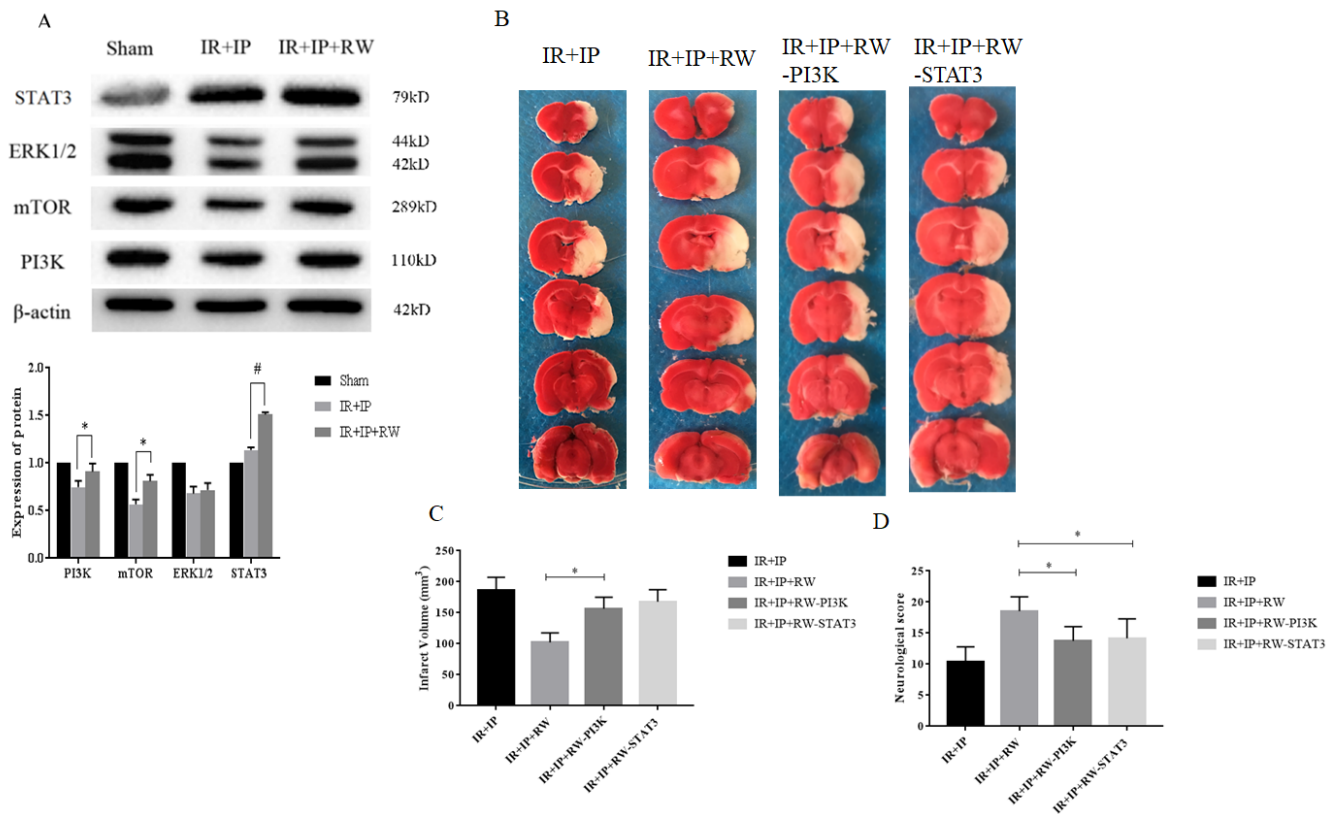 A
Sham IR+IP IR+IP+RW
STAT3 79kD
ERK1/2 44kD
42kD
mTOR 289kD
PI3K 110kD
β-actin 42kD
Expression of protein
2.0
1.5
1.0
0.5
0.0
* * #
PI3K mTOR ERK1/2 STAT3
Sham
IR+IP
IR+IP+RW
B
IR+IP IR+IP+RW IR+IP+RW IR+IP+RW
-PI3K -STAT3
C
Infarct Volume (mm³)
250
200
150
100
50
0
*
IR+IP
IR+IP+RW
IR+IP+RW-PI3K
IR+IP+RW-STAT3
IR+IP
IR+IP+RW
IR+IP+RW-PI3K
IR+IP+RW-STAT3
D
Neurological score
25
20
15
10
5
0
*
*
IR+IP
IR+IP+RW
IR+IP+RW-PI3K
IR+IP+RW-STAT3
IR+IP
IR+IP+RW
IR+IP+RW-PI3K
IR+IP+RW-STAT3